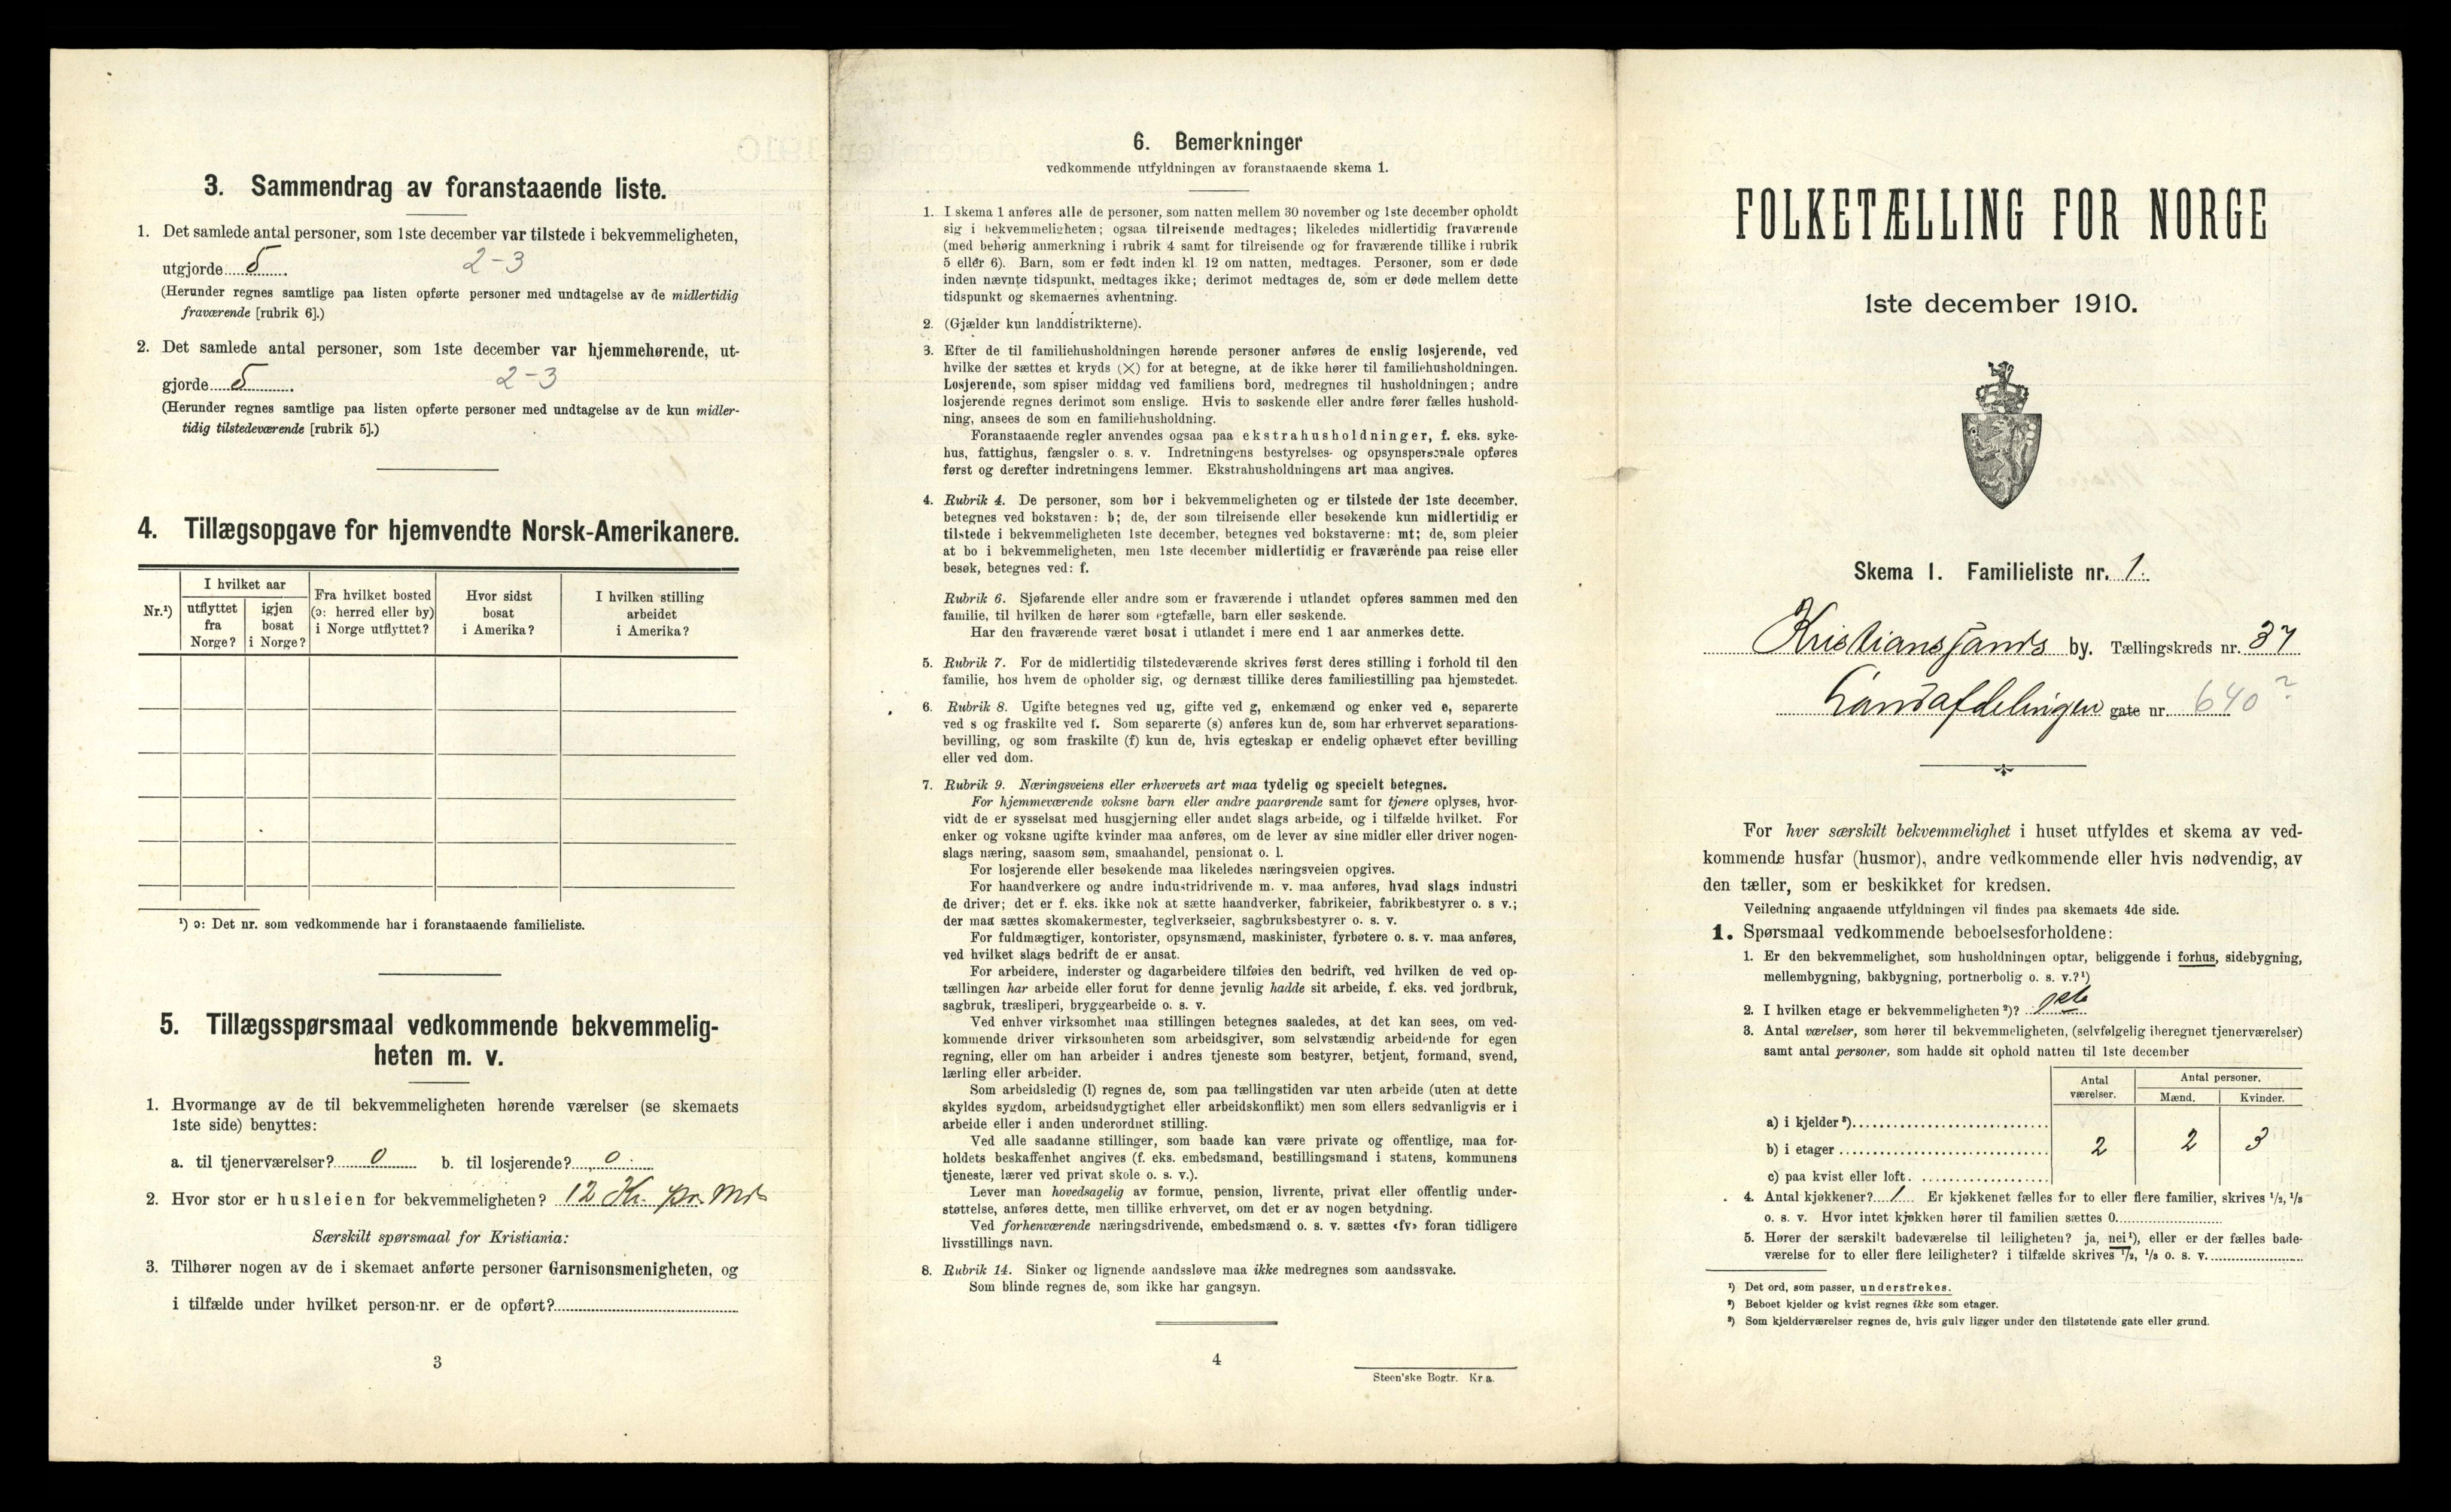 3. Sammendrag av foranstaaende liste.
1. Det samlede antal personer, som 1ste december var tilstede i bekvemmeligheten,
utgjorde 5. 2-3
(Herunder regnes samtlige paa listen opførte personer med undtagelse av de midlertidig
fraværende [rubrik 6].)
2. Det samlede antal personer, som 1ste december var hjemmehørende, ut-
gjorde 5. 2-3
(Herunder regnes samtlige paa listen opførte personer med undtagelse av de kun midler-
tidig tilstedeværende [rubrik 5].)
4. Tillægsopgave for hjemvendte Norsk-Amerikanere.
Nr.¹)
I hvilket aar
utflyttet
fra
Norge?
igjen
bosat
i Norge?
Fra hvilket bosted
(ɔ: herred eller by)
i Norge utflyttet?
Hvor sidst
bosat
i Amerika?
I hvilken stilling
arbeidet
i Amerika?
¹) ɔ: Det nr. som vedkommende har i foranstaaende familieliste.
5. Tillægsspørsmaal vedkommende bekvemmelig-
heten m. v.
1. Hvormange av de til bekvemmeligheten hørende værelser (se skemaets
1ste side) benyttes:
a. til tjenerværelser? 0 b. til losjerende? 0
2. Hvor stor er husleien for bekvemmeligheten? 12 Kr. pr. Md
Særskilt spørsmaal for Kristiania:
3. Tilhører nogen av de i skemaet anførte personer Garnisonsmenigheten, og
i tilfælde under hvilket person-nr. er de opført?
3
6. Bemerkninger
vedkommende utfyldningen av foranstaaende skema 1.
1. I skema 1 anføres alle de personer, som natten mellem 30 november og 1ste december opholdt
sig i bekvemmeligheten; ogsaa tilreisende medtages; likeledes midlertidig fraværende
(med behørig anmerkning i rubrik 4 samt for tilreisende og for fraværende tillike i rubrik
5 eller 6). Barn, som er født inden kl. 12 om natten, medtages. Personer, som er døde
inden nævnte tidspunkt, medtages ikke; derimot medtages de, som er døde mellem dette
tidspunkt og skemaernes avhentning.
2. (Gjælder kun landdistrikterne).
3. Efter de til familiehusholdningen hørende personer anføres de enslig losjerende, ved
hvilke der sættes et kryds (×) for at betegne, at de ikke hører til familiehusholdningen.
Losjerende, som spiser middag ved familiens bord, medregnes til husholdningen; andre
losjerende regnes derimot som enslige. Hvis to søskende eller andre fører fælles hushold-
ning, ansees de som en familiehusholdning.
Foranstaaende regler anvendes ogsaa paa ekstrahusholdninger, f. eks. syke-
hus, fattighus, fængsler o. s. v. Indretningens bestyrelses- og opsynspersonale opføres
først og derefter indretningens lemmer. Ekstrahusholdningens art maa angives.
4. Rubrik 4. De personer, som bor i bekvemmeligheten og er tilstede der 1ste december,
betegnes ved bokstaven: b; de, der som tilreisende eller besøkende kun midlertidig er
tilstede i bekvemmeligheten 1ste december, betegnes ved bokstaverne: mt; de, som pleier
at bo i bekvemmeligheten, men 1ste december midlertidig er fraværende paa reise eller
besøk, betegnes ved: f.
Rubrik 6. Sjøfarende eller andre som er fraværende i utlandet opføres sammen med den
familie, til hvilken de hører som egtefælle, barn eller søskende.
Har den fraværende været bosat i utlandet i mere end 1 aar anmerkes dette.
5. Rubrik 7. For de midlertidig tilstedeværende skrives først deres stilling i forhold til den
familie, hos hvem de opholder sig, og dernæst tillike deres familiestilling paa hjemstedet.
6. Rubrik 8. Ugifte betegnes ved ug, gifte ved g, enkemænd og enker ved e, separerte
ved s og fraskilte ved f. Som separerte (s) anføres kun de, som har erhvervet separations-
bevilling, og som fraskilte (f) kun de, hvis egteskap er endelig ophævet efter bevilling
eller ved dom.
7. Rubrik 9. Næringsveiens eller erhvervets art maa tydelig og specielt betegnes.
For hjemmeværende voksne barn eller andre paarørende samt for tjenere oplyses, hvor-
vidt de er sysselsat med husgjerning eller andet slags arbeide, og i tilfælde hvilket. For
enker og voksne ugifte kvinder maa anføres, om de lever av sine midler eller driver nogen-
slags næring, saasom søm, smaahandel, pensionat o. l.
For losjerende eller besøkende maa likeledes næringsveien opgives.
For haandverkere og andre industridrivende m. v. maa anføres, hvad slags industri
de driver; det er f. eks. ikke nok at sætte haandverker, fabrikeier, fabrikbestyrer o. s v.;
der maa sættes skomakermester, teglverkseier, sagbruksbestyrer o. s. v.
For fuldmægtiger, kontorister, opsynsmænd, maskinister, fyrbøtere o. s. v. maa anføres,
ved hvilket slags bedrift de er ansat.
For arbeidere, inderster og dagarbeidere tilføies den bedrift, ved hvilken de ved op-
tællingen har arbeide eller forut for denne jevnlig hadde sit arbeide, f. eks. ved jordbruk,
sagbruk, træsliperi, bryggearbeide o. s. v.
Ved enhver virksomhet maa stillingen betegnes saaledes, at det kan sees, om ved-
kommende driver virksomheten som arbeidsgiver, som selvstændig arbeidende for egen
regning, eller om han arbeider i andres tjeneste som bestyrer, betjent, formand, svend,
lærling eller arbeider.
Som arbeidsledig (l) regnes de, som paa tællingstiden var uten arbeide (uten at dette
skyldes sygdom, arbeidsudygtighet eller arbeidskonflikt) men som ellers sedvanligvis er i
arbeide eller i anden underordnet stilling.
Ved alle saadanne stillinger, som baade kan være private og offentlige, maa for-
holdets beskaffenhet angives (f. eks. embedsmand, bestillingsmand i statens, kommunens
tjeneste, lærer ved privat skole o. s. v.).
Lever man hovedsagelig av formue, pension, livrente, privat eller offentlig under-
støttelse, anføres dette, men tillike erhvervet, om det er av nogen betydning.
Ved forhenværende næringsdrivende, embedsmænd o. s. v. sættes «fv» foran tidligere
livsstillings navn.
8. Rubrik 14. Sinker og lignende aandssløve maa ikke medregnes som aandssvake.
Som blinde regnes de, som ikke har gangsyn.
4
Steen'ske Bogtr. Kr.a.
FOLKETÆLLING FOR NORGE
1ste december 1910.
Skema 1. Familieliste nr. 1.
Kristianssands by. Tællingskreds nr. 37
Lundsafdelingen gate nr. 640 ?
For hver særskilt bekvemmelighet i huset utfyldes et skema av ved-
kommende husfar (husmor), andre vedkommende eller hvis nødvendig, av
den tæller, som er beskikket for kredsen.
Veiledning angaaende utfyldningen vil findes paa skemaets 4de side.
1. Spørsmaal vedkommende beboelsesforholdene:
1. Er den bekvemmelighet, som husholdningen optar, beliggende i forhus, sidebygning,
mellembygning, bakbygning, portnerbolig o. s. v.?¹)
2. I hvilken etage er bekvemmeligheten²)?
3. Antal værelser, som hører til bekvemmeligheten, (selvfølgelig iberegnet tjenerværelser)
samt antal personer, som hadde sit ophold natten til 1ste december
Antal
værelser.
Antal personer.
Mænd. Kvinder.
a) i kjelder³)
b) i etager 2 2 3
c) paa kvist eller loft.
4. Antal kjøkkener? 1 Er kjøkkenet fælles for to eller flere familier, skrives ¹/₂, ¹/₃
o. s. v. Hvor intet kjøkken hører til familien sættes 0.
5. Hører der særskilt badeværelse til leiligheten? ja, nei¹), eller er der fælles bade-
værelse for to eller flere leiligheter? i tilfælde skrives ¹/₂, ¹/₃ o. s. v.
¹) Det ord, som passer, understrekes.
²) Beboet kjelder og kvist regnes ikke som etager.
³) Som kjelderværelser regnes de, hvis gulv ligger under den tilstøtende gate eller grund.